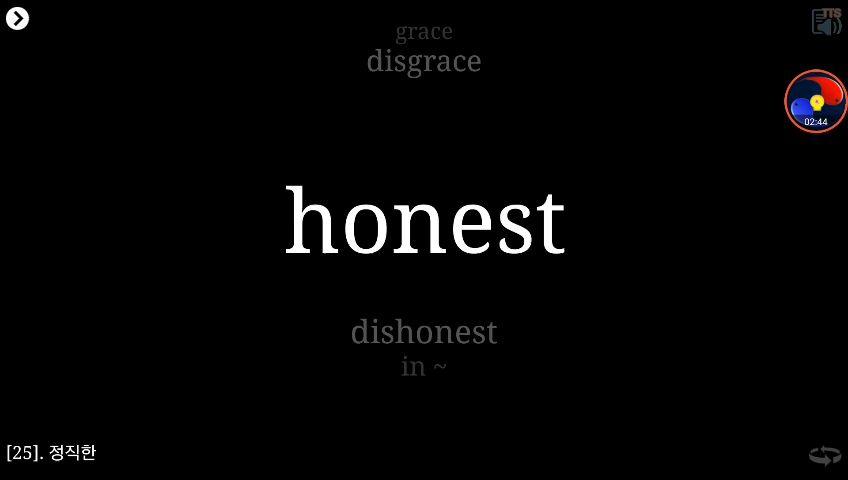 grace
TTS
disgrace
02:44
honest
dishonest
in ~
[25]. 정직한